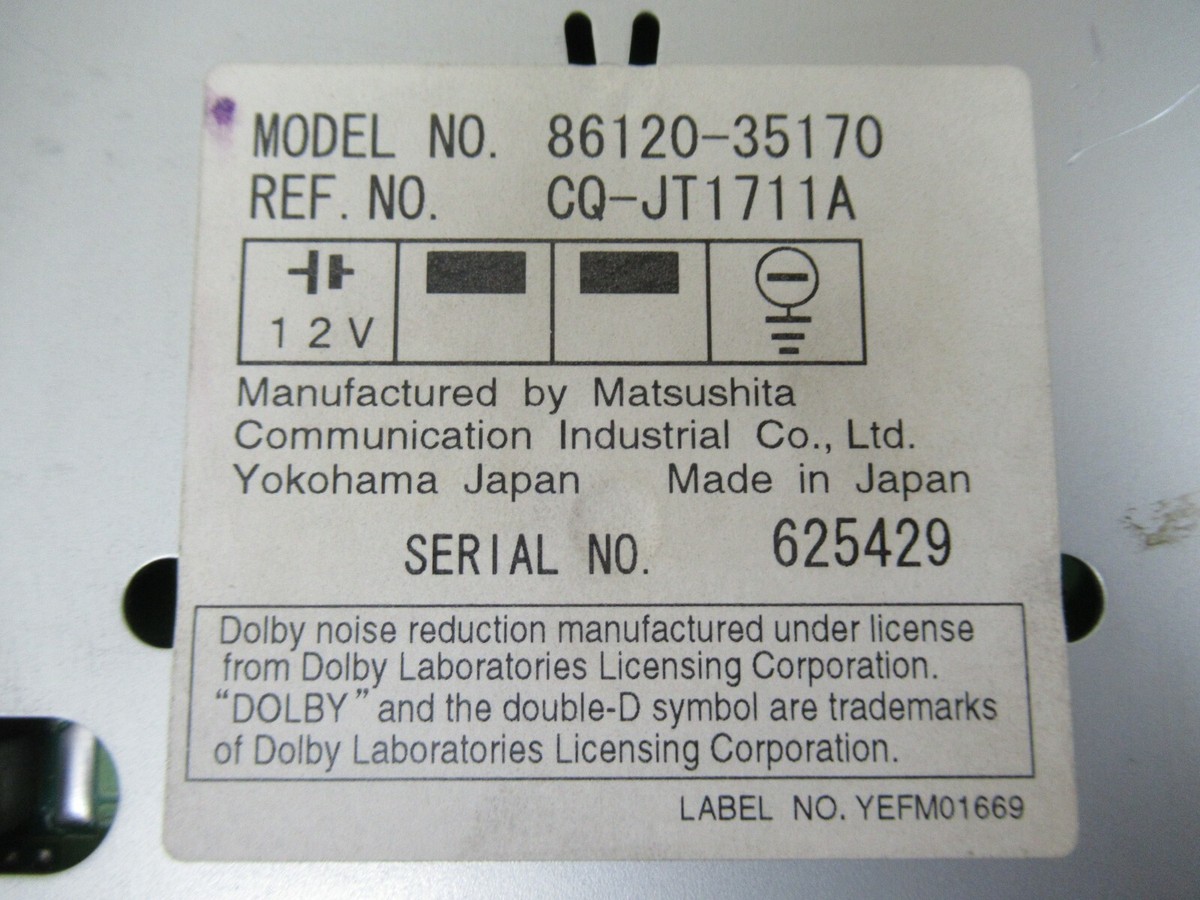 MODEL NO. 86120-35170
REF. NO. CQ-JT1711A
12V
Manufactured by Matsushita
Communication Industrial Co., Ltd.
Yokohama Japan Made in Japan
SERIAL NO. 625429
Dolby noise reduction manufactured under license
from Dolby Laboratories Licensing Corporation.
“DOLBY” and the double-D symbol are trademarks
of Dolby Laboratories Licensing Corporation.
LABEL NO. YEFM01669